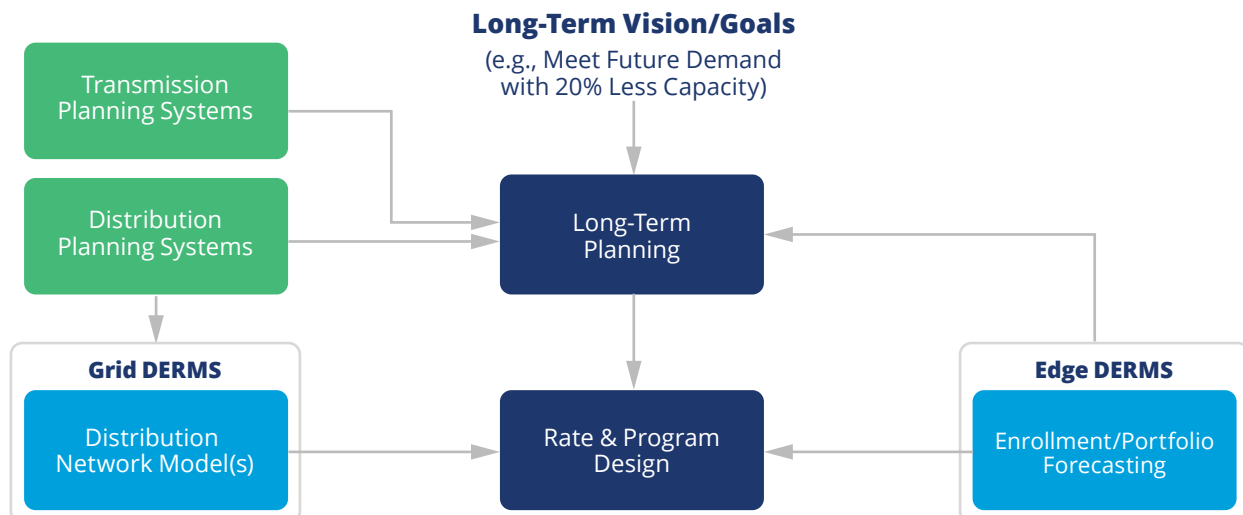 Long-Term Vision/Goals
(e.g., Meet Future Demand
with 20% Less Capacity)
Transmission
Planning Systems
Distribution
Planning Systems
Long-Term
Planning
Grid DERMS
Distribution
Network Model(s)
Rate & Program
Design
Edge DERMS
Enrollment/Portfolio
Forecasting